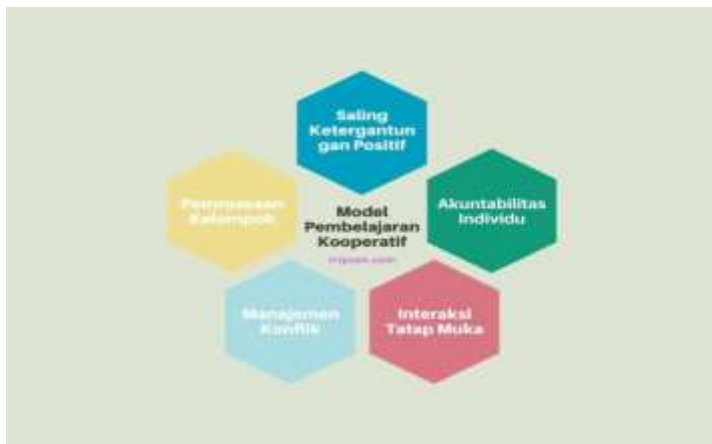 Saling
Ketergantun
gan Positif
Akuntabilitas
Individu
Interaksi
Tatap Muka
Manajemen
Konflik
Pemrosesan
Kelompok
Model
Pembelajaran
Kooperatif